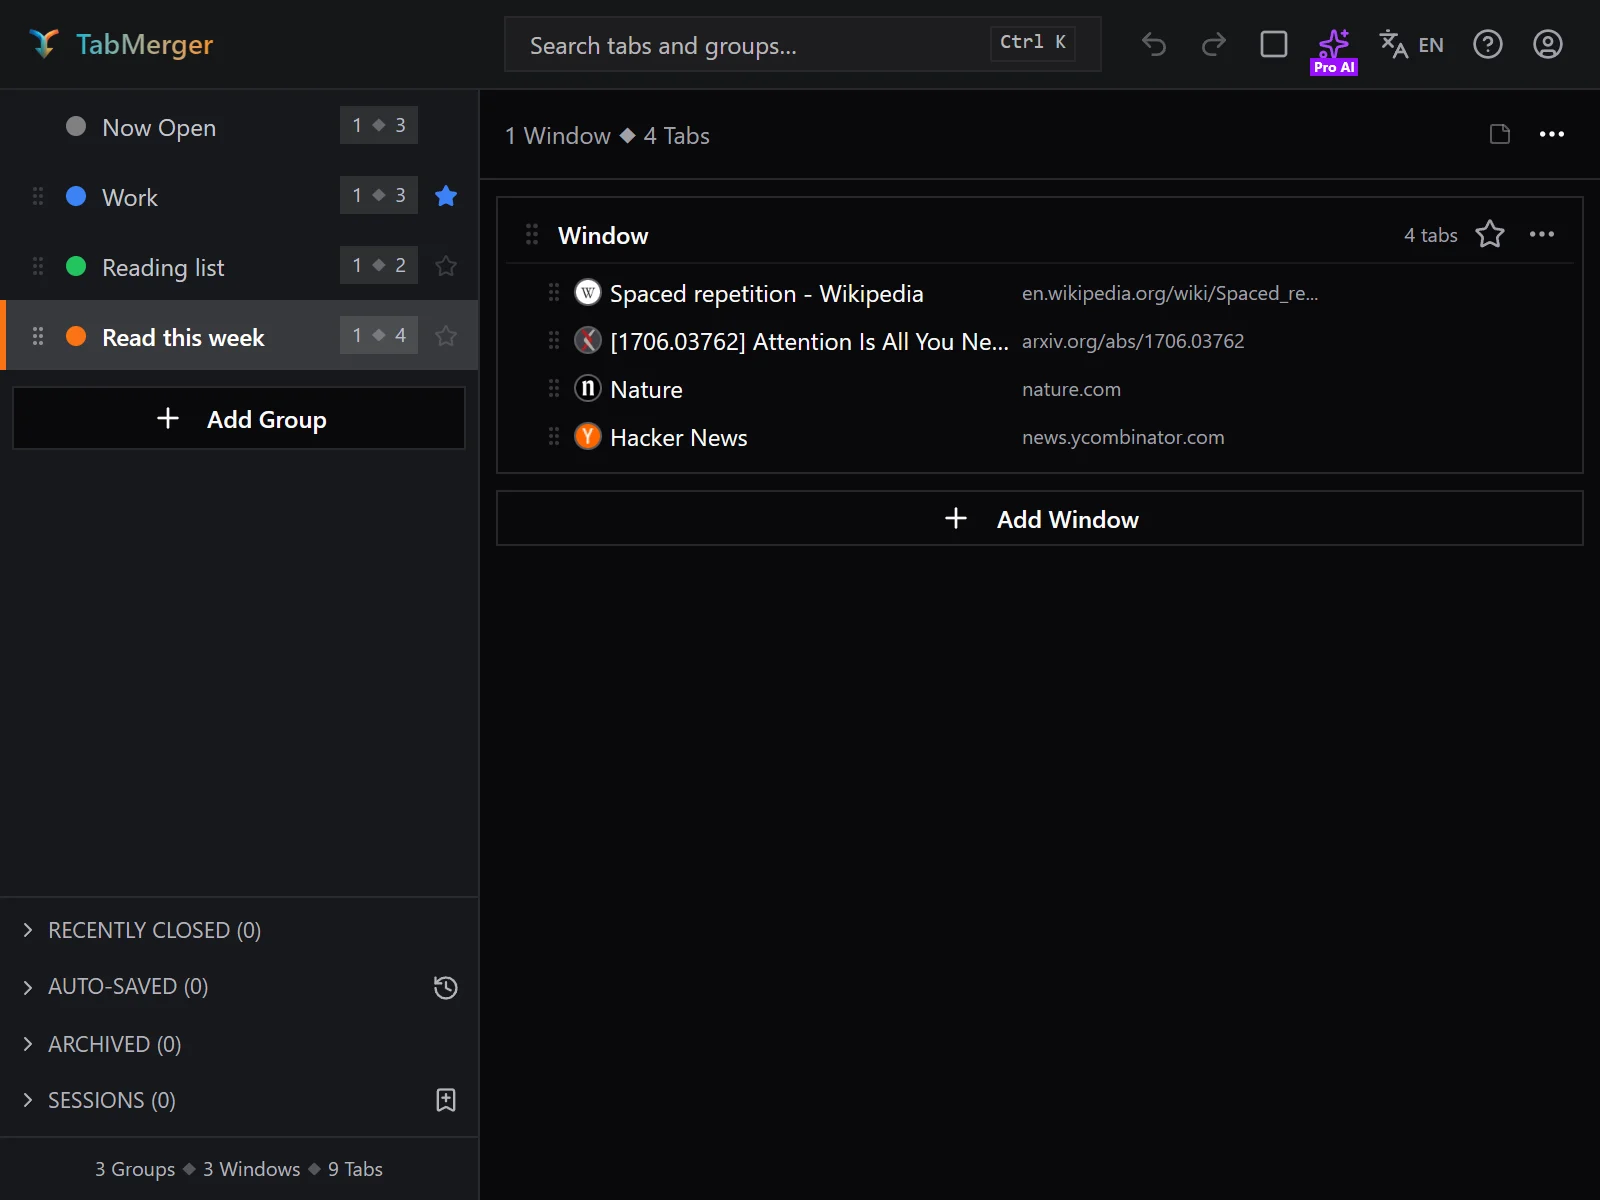 TabMerger
Search tabs and groups... Ctrl K
Pro AI
EN
Now Open 1 ◆ 3
Work 1 ◆ 3
Reading list 1 ◆ 2
Read this week 1 ◆ 4
Add Group
RECENTLY CLOSED (0)
AUTO-SAVED (0)
ARCHIVED (0)
SESSIONS (0)
3 Groups ◆ 3 Windows ◆ 9 Tabs
1 Window ◆ 4 Tabs
Window 4 tabs
W Spaced repetition - Wikipedia en.wikipedia.org/wiki/Spaced_re...
[1706.03762] Attention Is All You Ne... arxiv.org/abs/1706.03762
n Nature nature.com
Y Hacker News news.ycombinator.com
Add Window